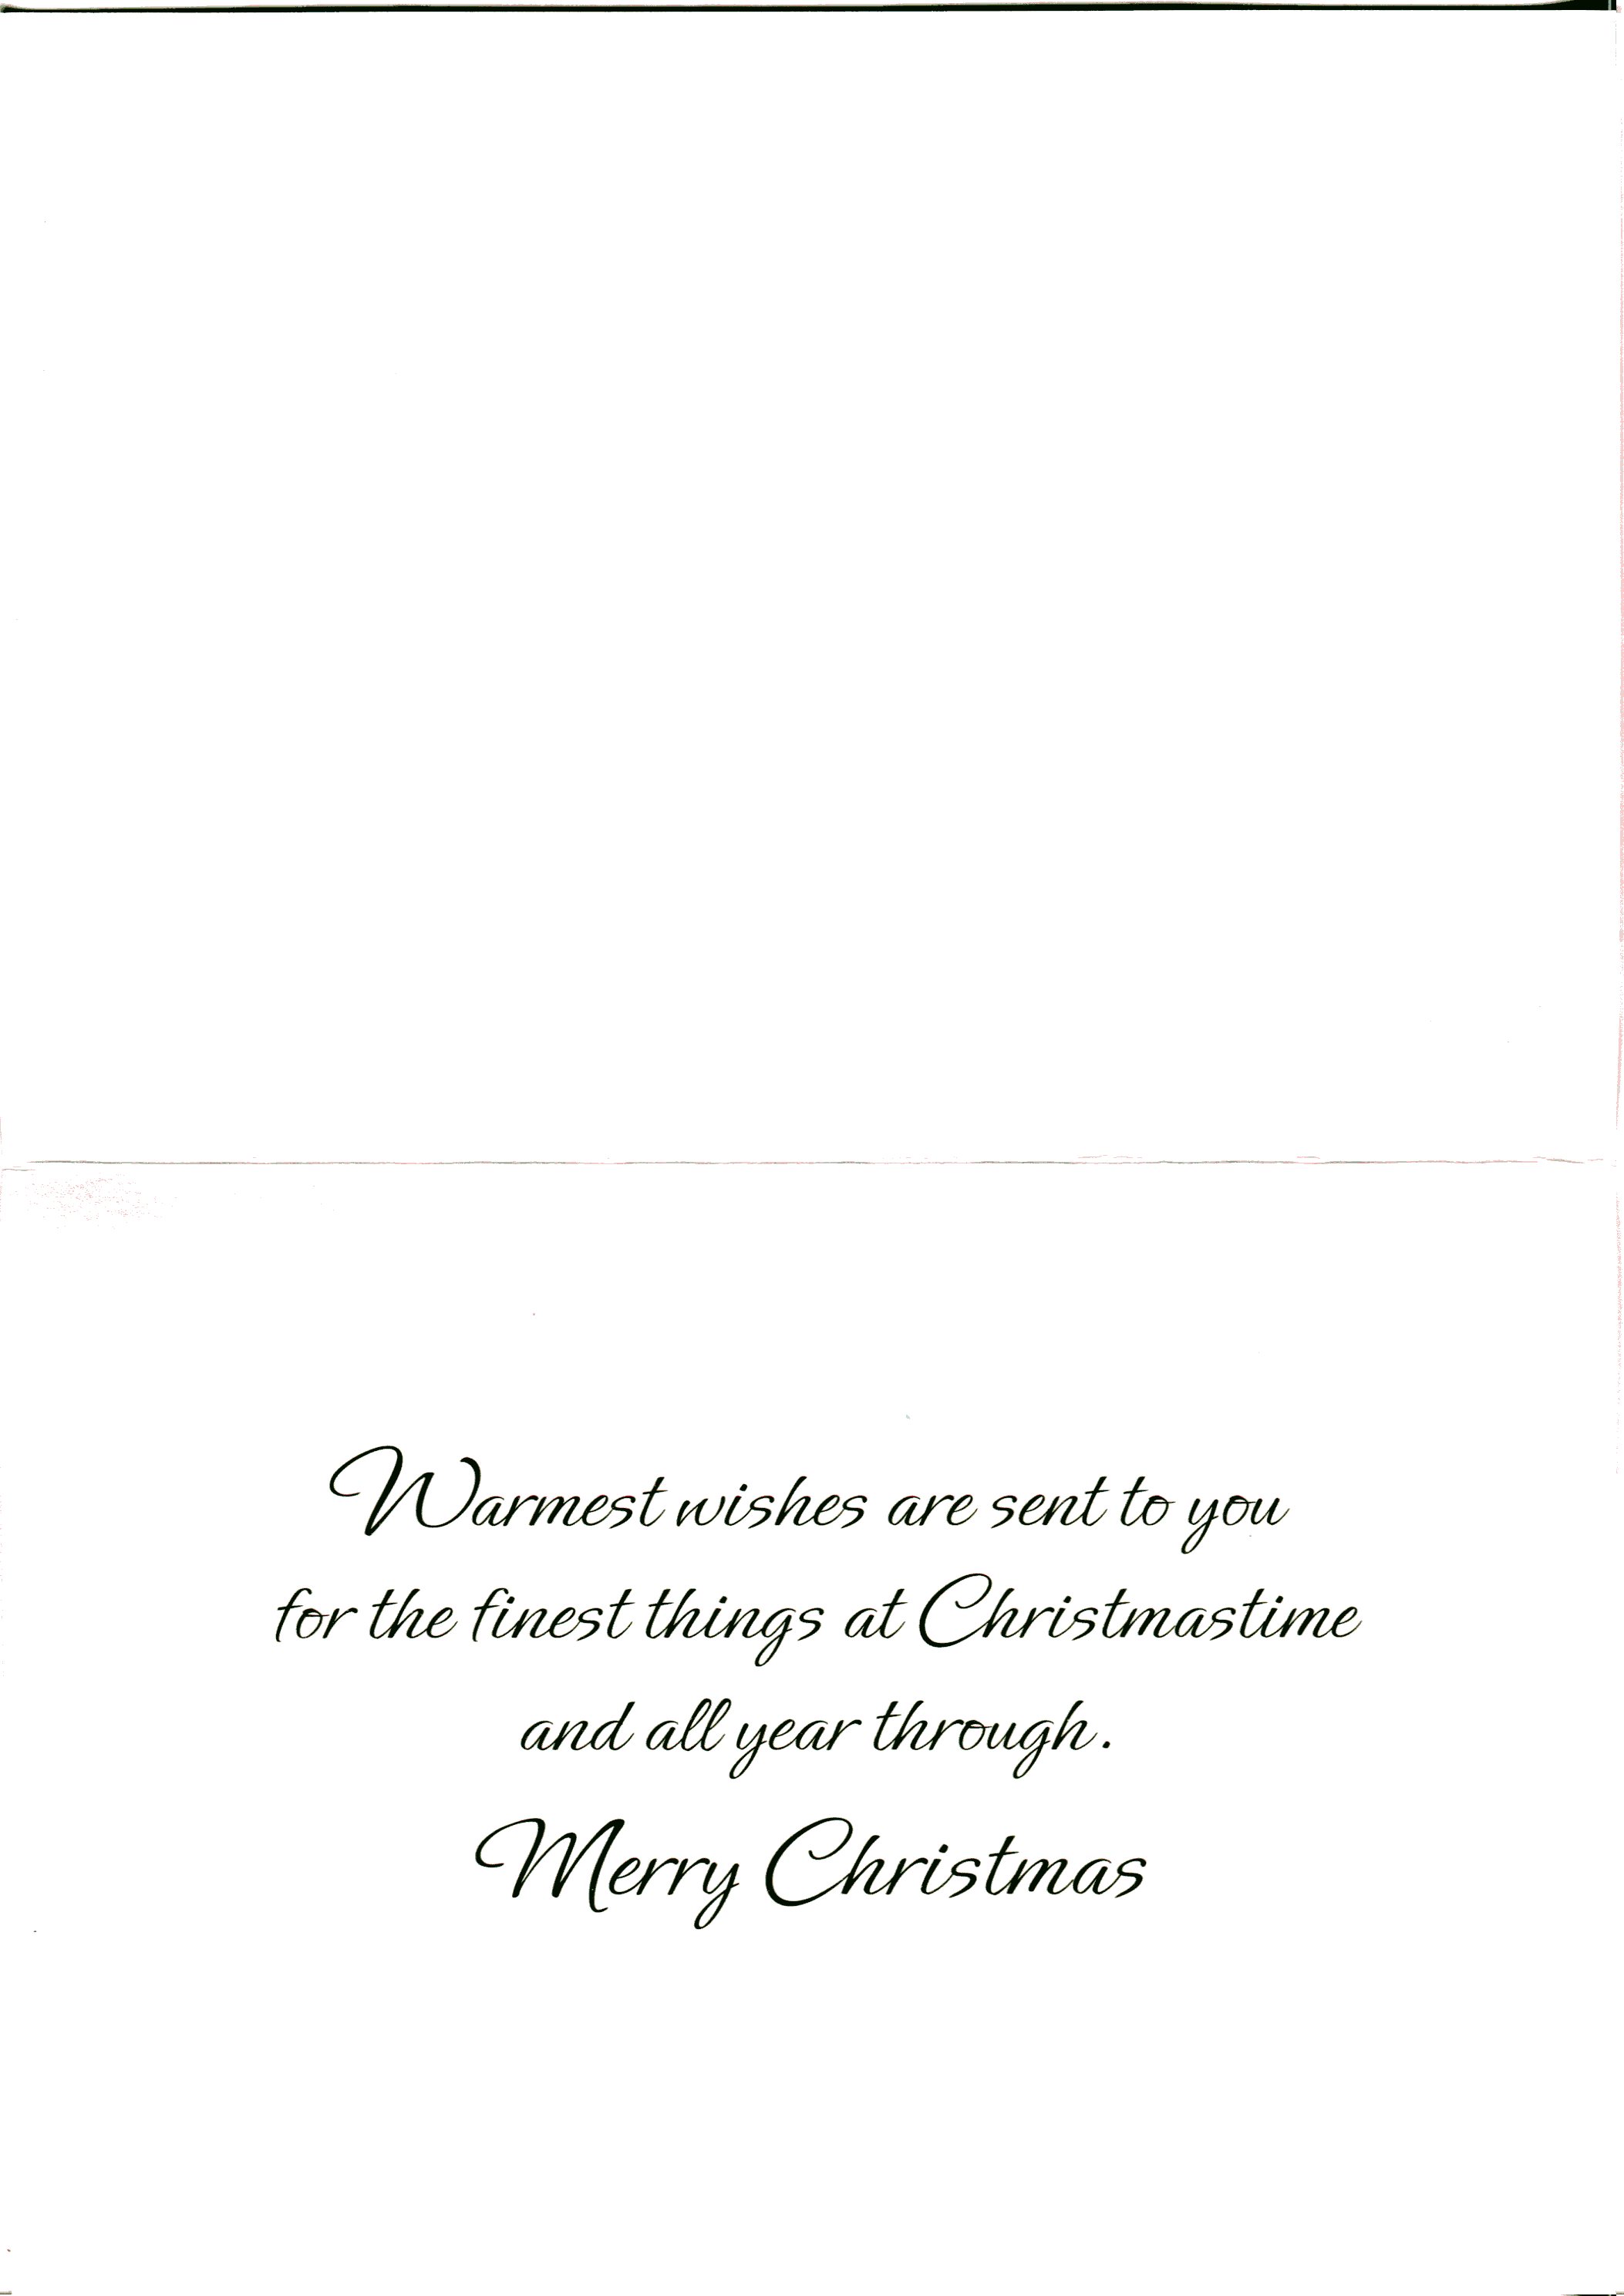 Warmest wishes are sent to you
for the finest things at Christmastime
and all year through.
Merry Christmas